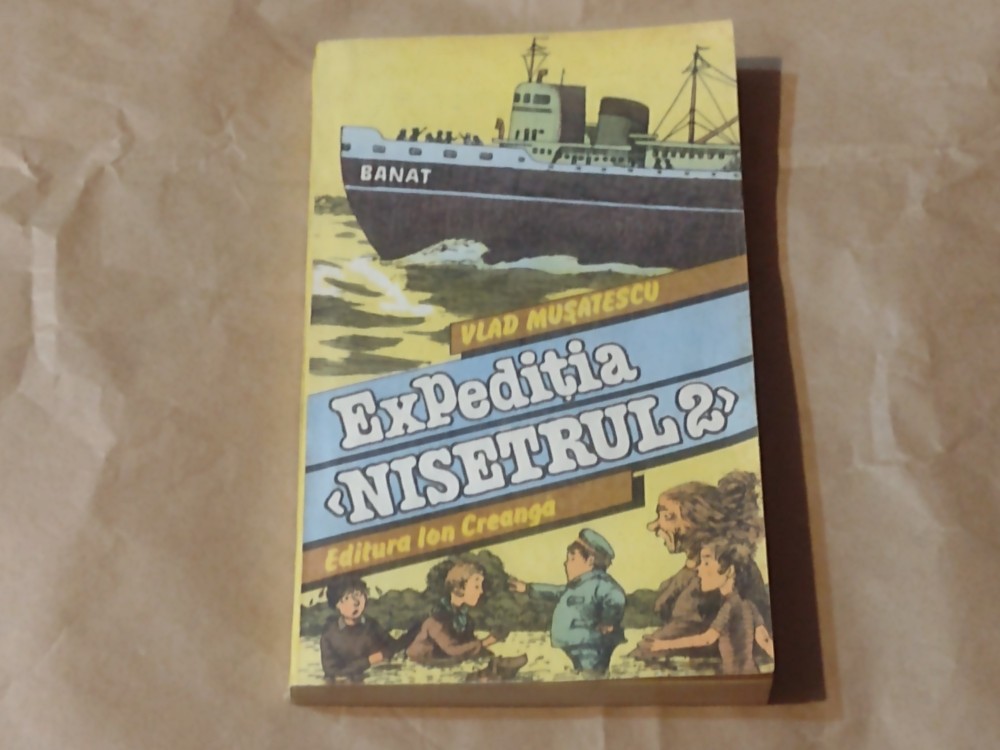 BANAT
VLAD MUŞATESCU
Expediţia
‹NISETRUL 2›
Editura Ion Creangă